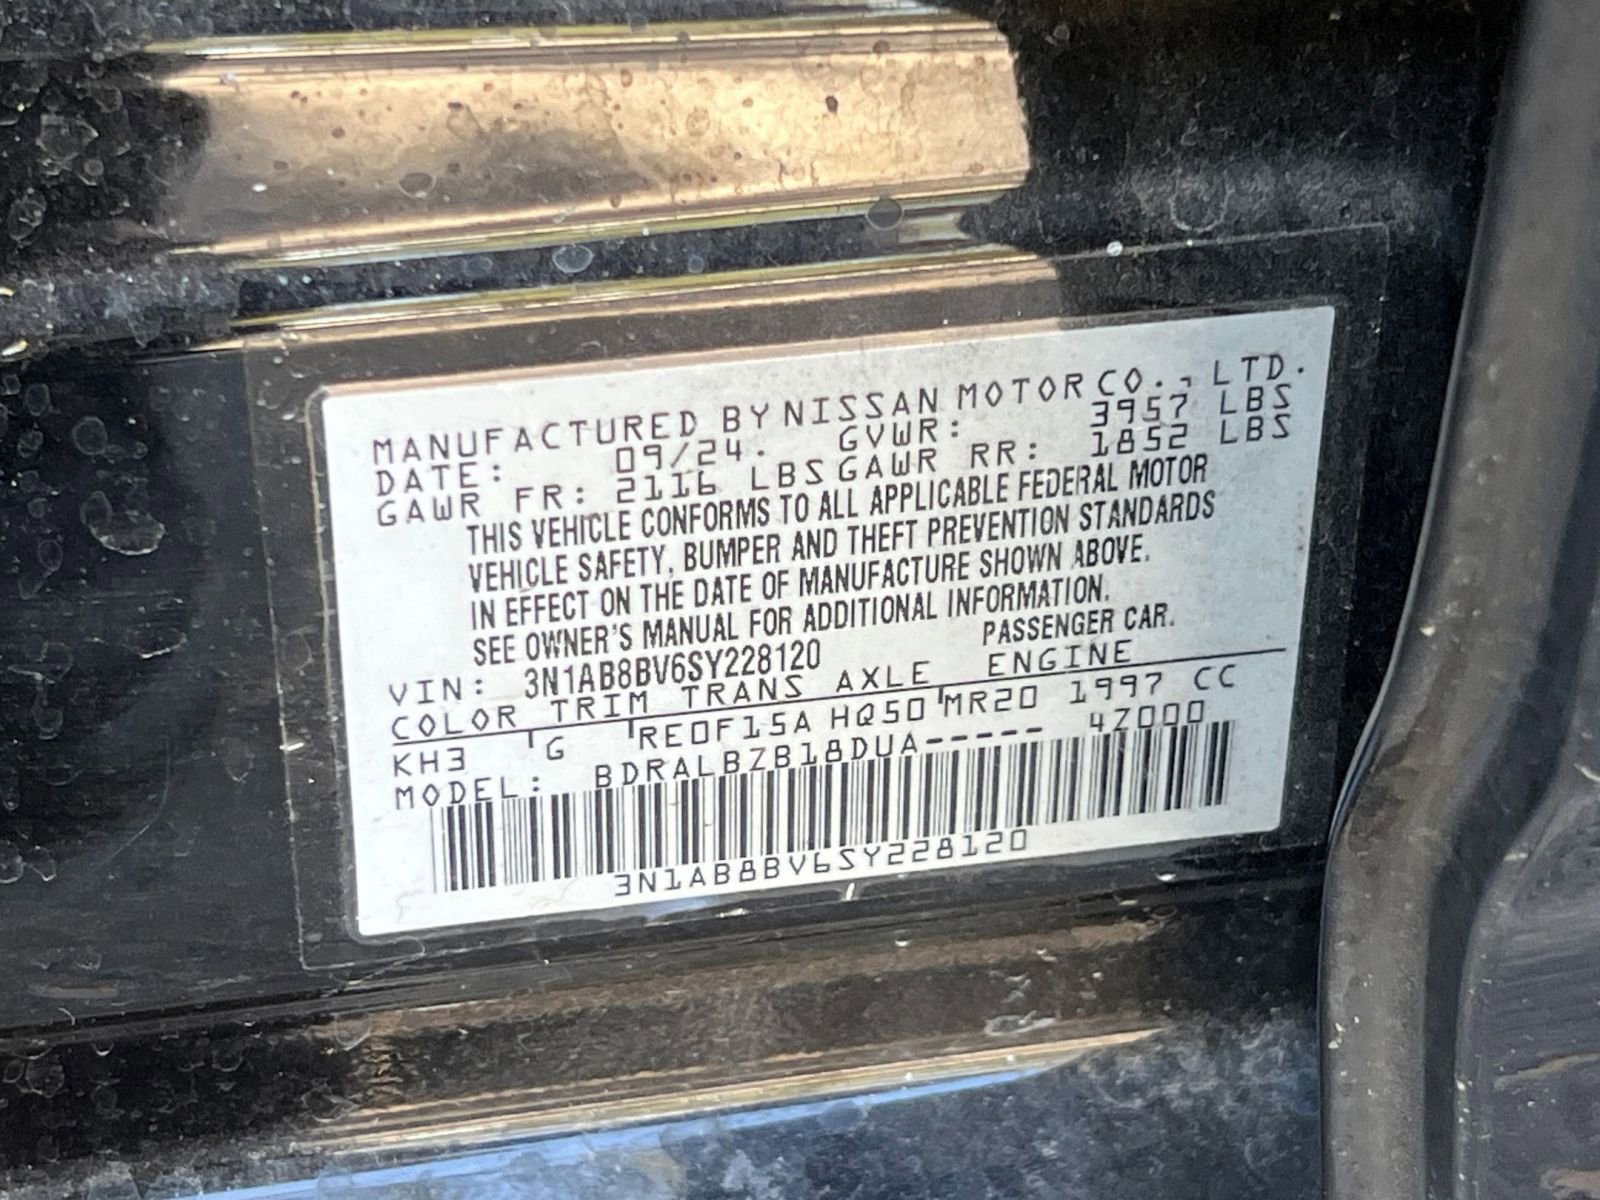 MANUFACTURED BY NISSAN MOTOR CO., LTD.
DATE: 09/24. GVWR: 3957 LBS
GAWR FR: 2116 LBS GAWR RR: 1852 LBS
THIS VEHICLE CONFORMS TO ALL APPLICABLE FEDERAL MOTOR
VEHICLE SAFETY, BUMPER AND THEFT PREVENTION STANDARDS
IN EFFECT ON THE DATE OF MANUFACTURE SHOWN ABOVE.
SEE OWNER'S MANUAL FOR ADDITIONAL INFORMATION.
VIN: 3N1AB8BV6SY228120 PASSENGER CAR.
COLOR TRIM TRANS AXLE ENGINE
KH3 G RE0F15A HQ50 MR20 1997 CC
MODEL: BDRALBZB18DUA----- 4Z000
3N1AB8BV6SY228120